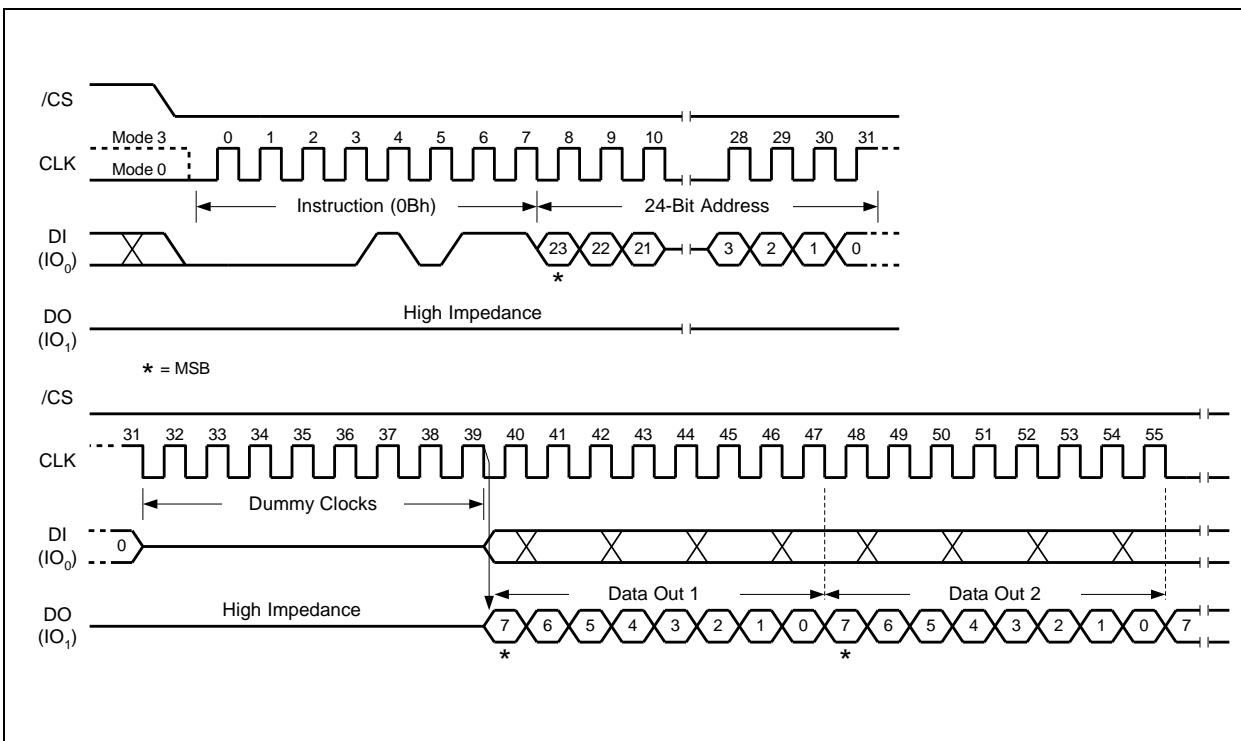 /CS
Mode 3 0 1 2 3 4 5 6 7 8 9 10 28 29 30 31
CLK
Mode 0
Instruction (0Bh) 24-Bit Address
DI
(IO0)
23 22 21 3 2 1 0
*
High Impedance
DO
(IO1)
* = MSB
/CS
31 32 33 34 35 36 37 38 39 40 41 42 43 44 45 46 47 48 49 50 51 52 53 54 55
CLK
Dummy Clocks
DI
(IO0)
0
Data Out 1 Data Out 2
High Impedance
DO
(IO1)
7 6 5 4 3 2 1 0 7 6 5 4 3 2 1 0 7
* *